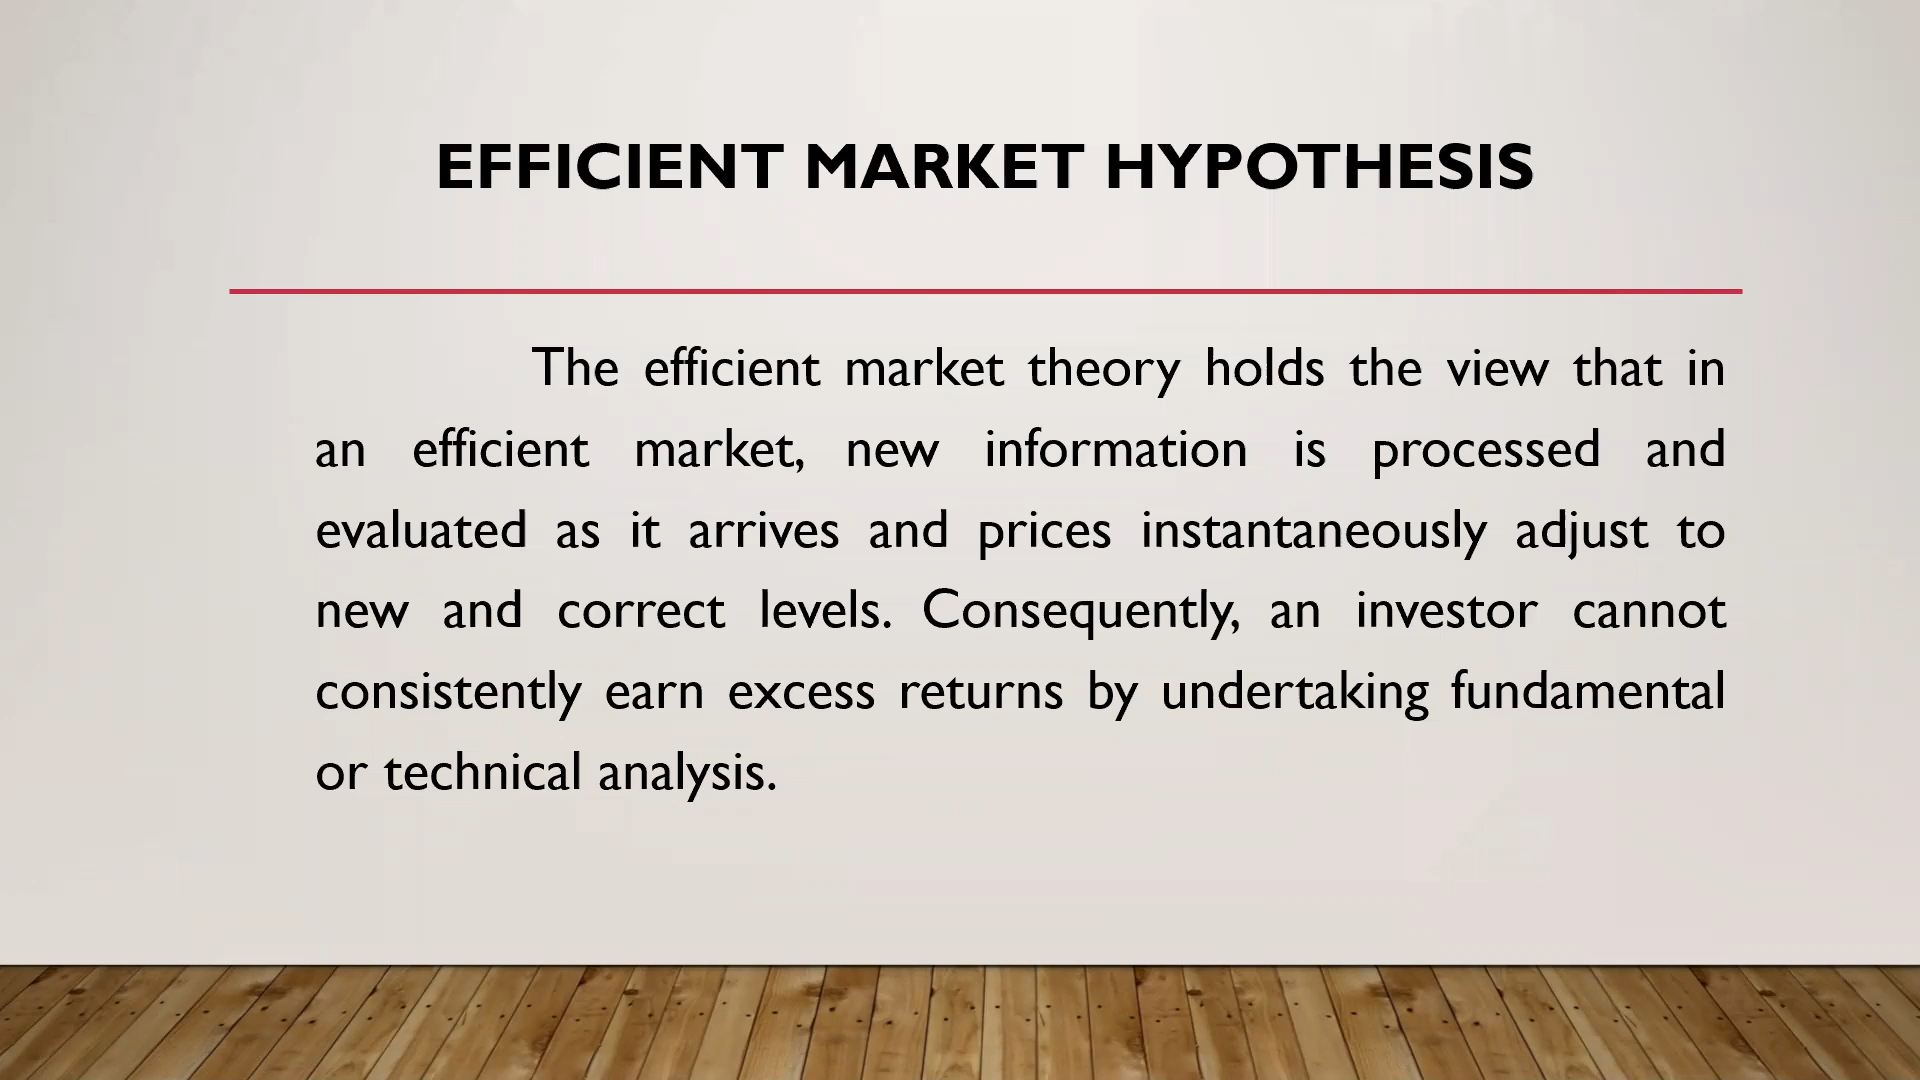 EFFICIENT MARKET HYPOTHESIS
The efficient market theory holds the view that in
an efficient market, new information is processed and
evaluated as it arrives and prices instantaneously adjust to
new and correct levels. Consequently, an investor cannot
consistently earn excess returns by undertaking fundamental
or technical analysis.